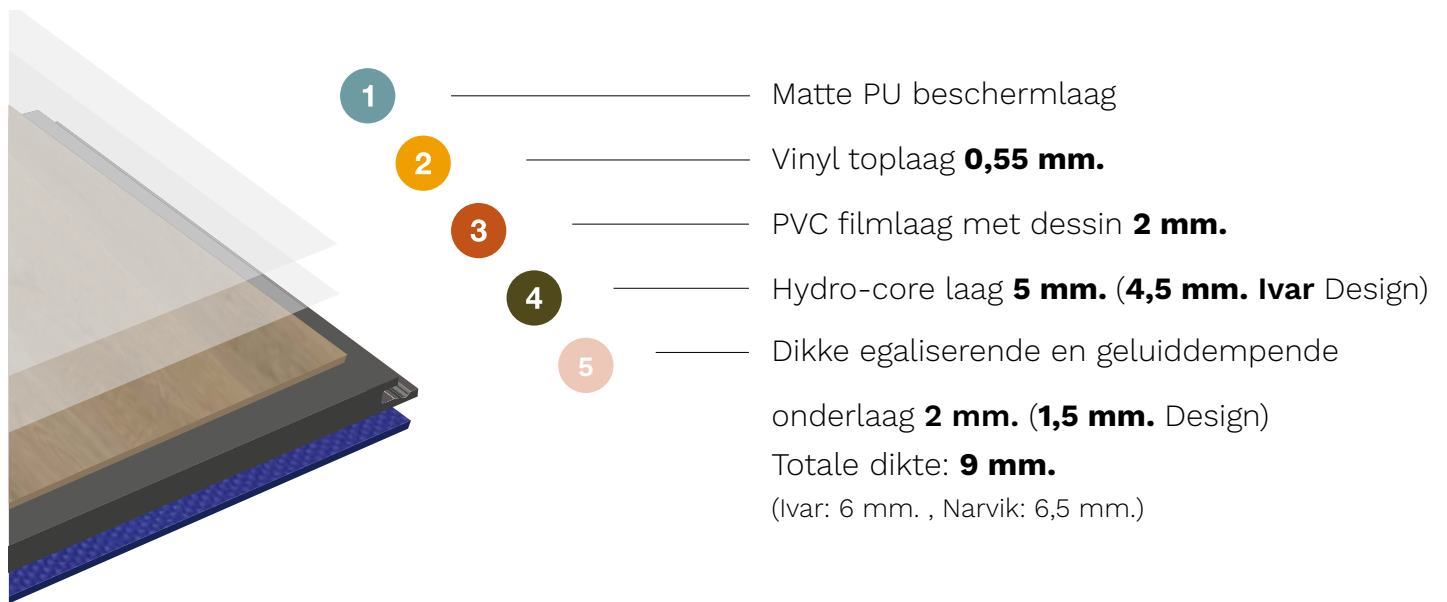 1 Matte PU beschermlaag
2 Vinyl toplaag 0,55 mm.
3 PVC filmlaag met dessin 2 mm.
4 Hydro-core laag 5 mm. (4,5 mm. Ivar Design)
5 Dikke egaliserende en geluiddempende
onderlaag 2 mm. (1,5 mm. Design)
Totale dikte: 9 mm.
(Ivar: 6 mm. , Narvik: 6,5 mm.)